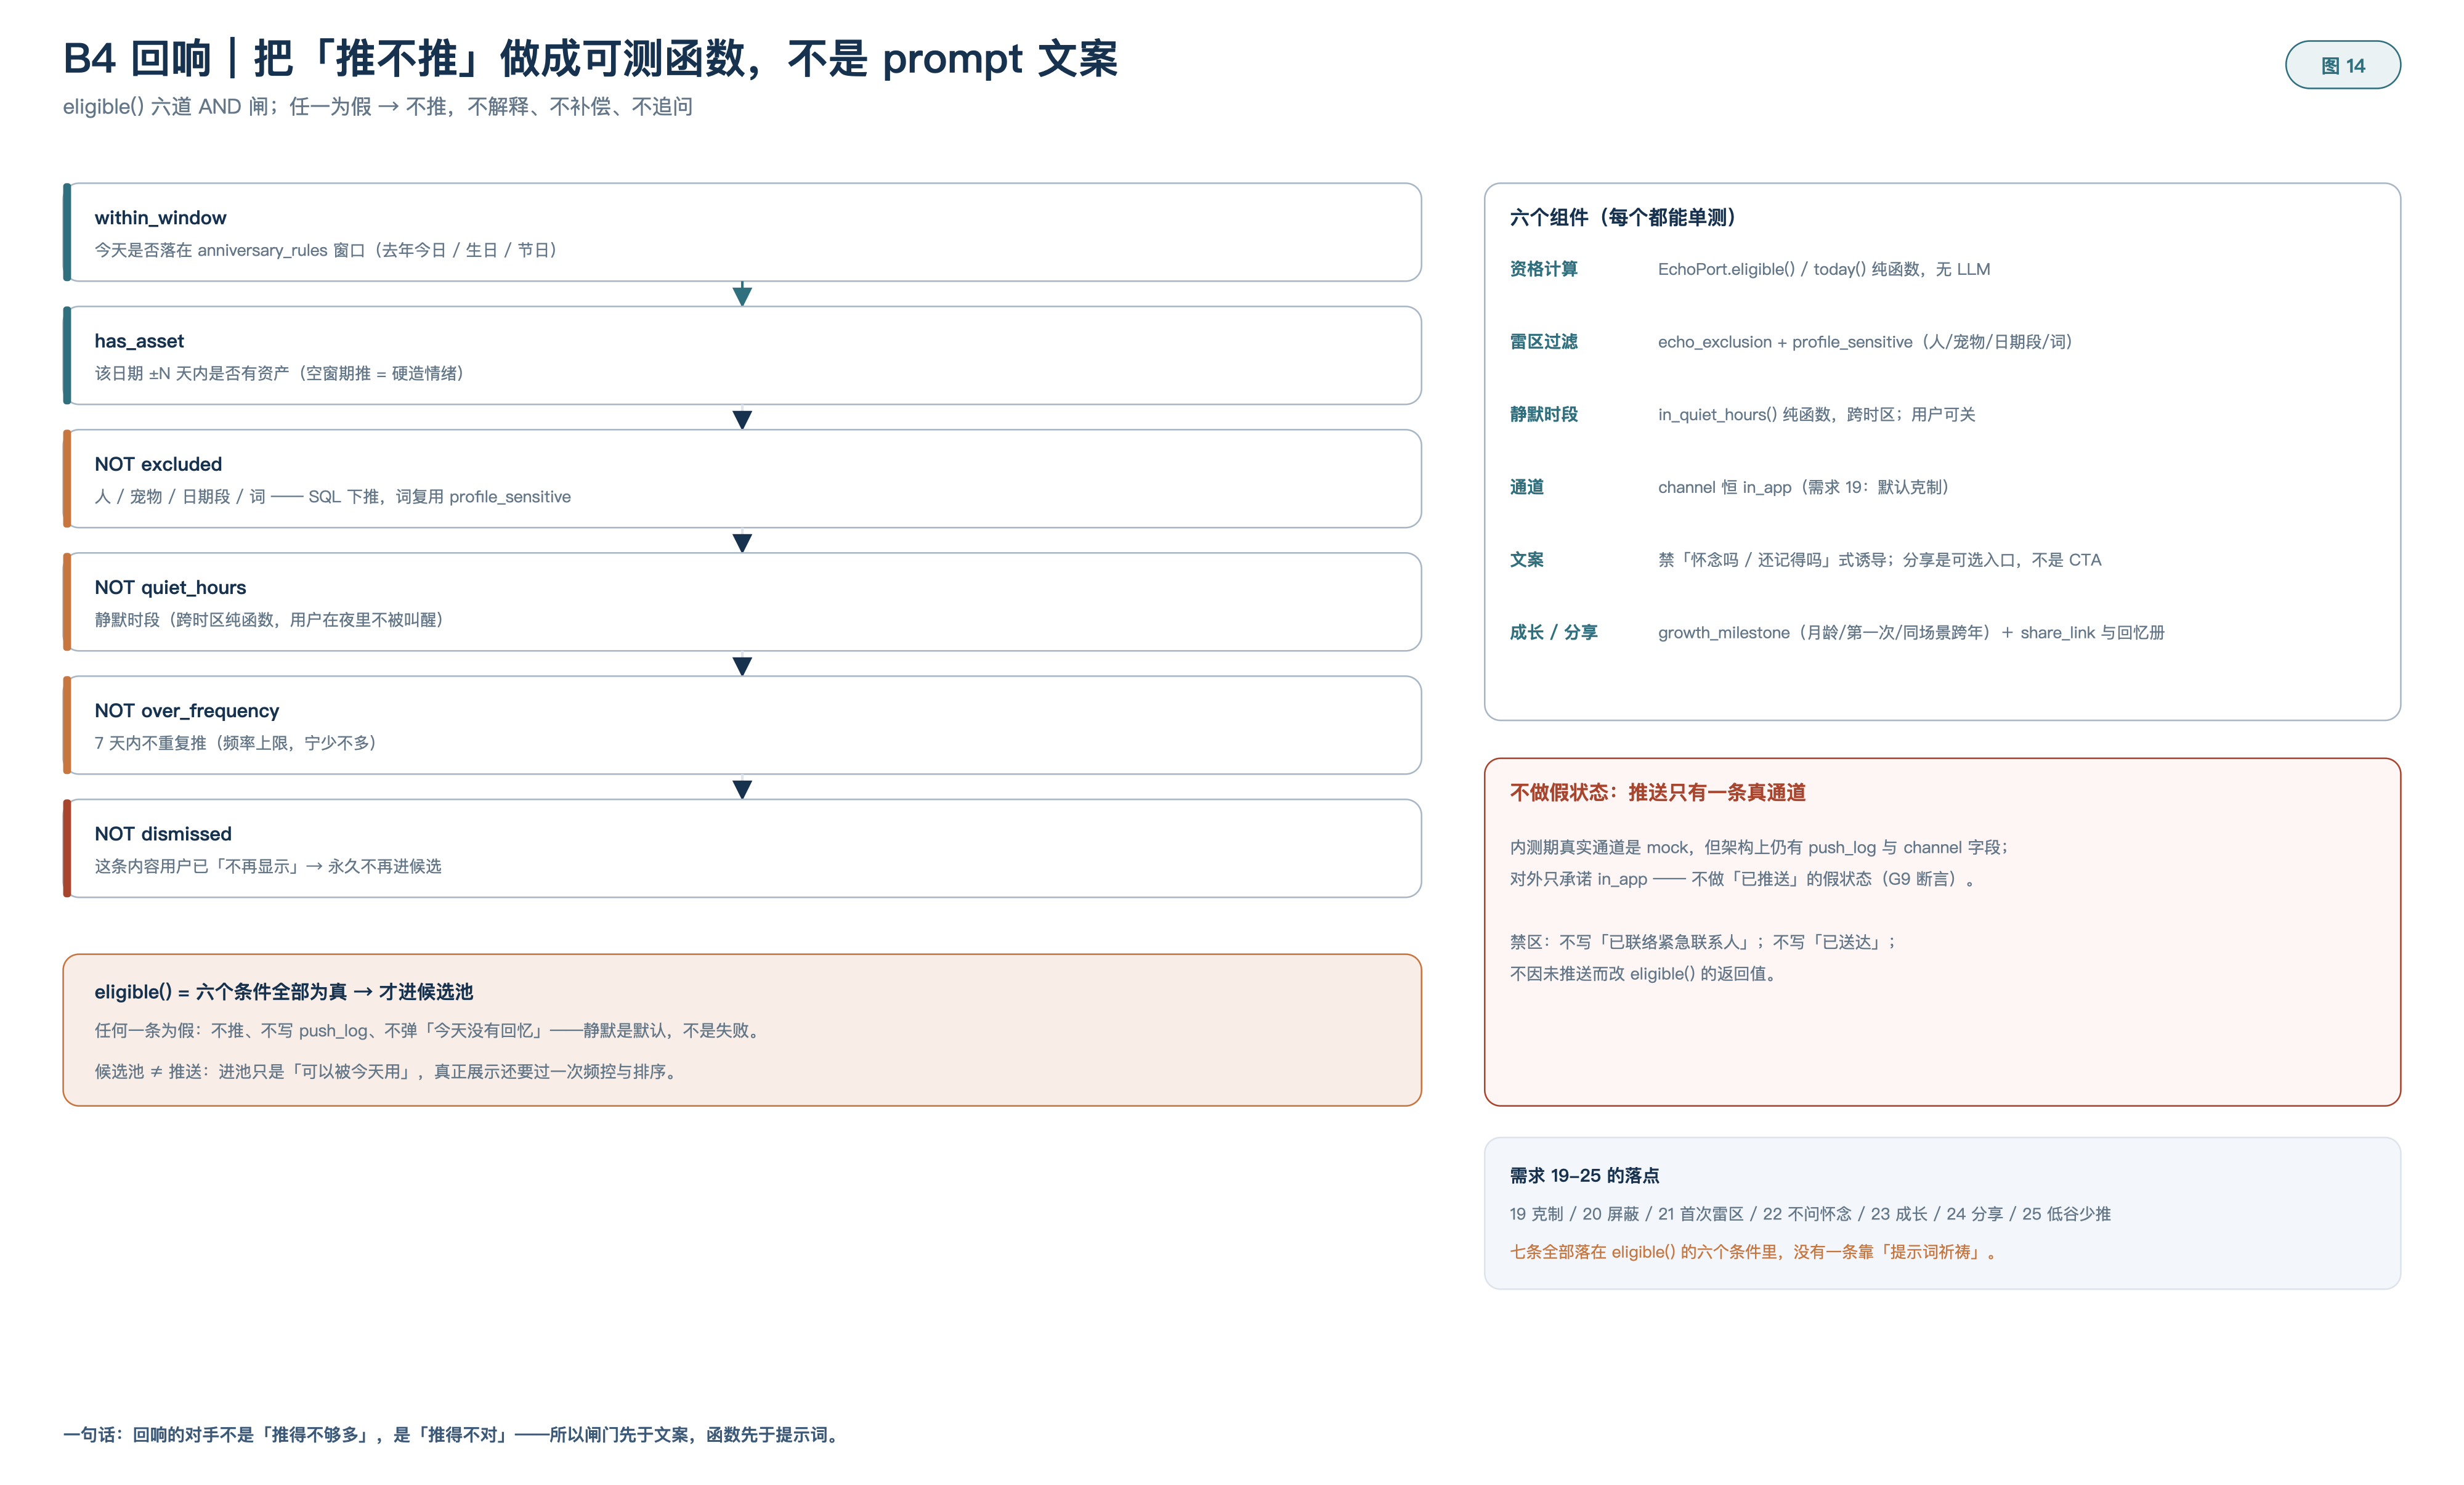 B4 回响｜把「推不推」做成可测函数，不是 prompt 文案
图 14
eligible() 六道 AND 闸；任一为假 → 不推，不解释、不补偿、不追问
within_window
今天是否落在 anniversary_rules 窗口（去年今日 / 生日 / 节日）
has_asset
该日期 ±N 天内是否有资产（空窗期推 = 硬造情绪）
NOT excluded
人 / 宠物 / 日期段 / 词 —— SQL 下推，词复用 profile_sensitive
NOT quiet_hours
静默时段（跨时区纯函数，用户在夜里不被叫醒）
NOT over_frequency
7 天内不重复推（频率上限，宁少不多）
NOT dismissed
这条内容用户已「不再显示」→ 永久不再进候选
eligible() = 六个条件全部为真 → 才进候选池
任何一条为假：不推、不写 push_log、不弹「今天没有回忆」——静默是默认，不是失败。
候选池 ≠ 推送：进池只是「可以被今天用」，真正展示还要过一次频控与排序。
六个组件（每个都能单测）
资格计算 EchoPort.eligible() / today() 纯函数，无 LLM
雷区过滤 echo_exclusion + profile_sensitive（人/宠物/日期段/词）
静默时段 in_quiet_hours() 纯函数，跨时区；用户可关
通道 channel 恒 in_app（需求 19：默认克制）
文案 禁「怀念吗 / 还记得吗」式诱导；分享是可选入口，不是 CTA
成长 / 分享 growth_milestone（月龄/第一次/同场景跨年）＋ share_link 与回忆册
不做假状态：推送只有一条真通道
内测期真实通道是 mock，但架构上仍有 push_log 与 channel 字段；
对外只承诺 in_app —— 不做「已推送」的假状态（G9 断言）。
禁区：不写「已联络紧急联系人」；不写「已送达」；
不因未推送而改 eligible() 的返回值。
需求 19–25 的落点
19 克制 / 20 屏蔽 / 21 首次雷区 / 22 不问怀念 / 23 成长 / 24 分享 / 25 低谷少推
七条全部落在 eligible() 的六个条件里，没有一条靠「提示词祈祷」。
一句话：回响的对手不是「推得不够多」，是「推得不对」——所以闸门先于文案，函数先于提示词。